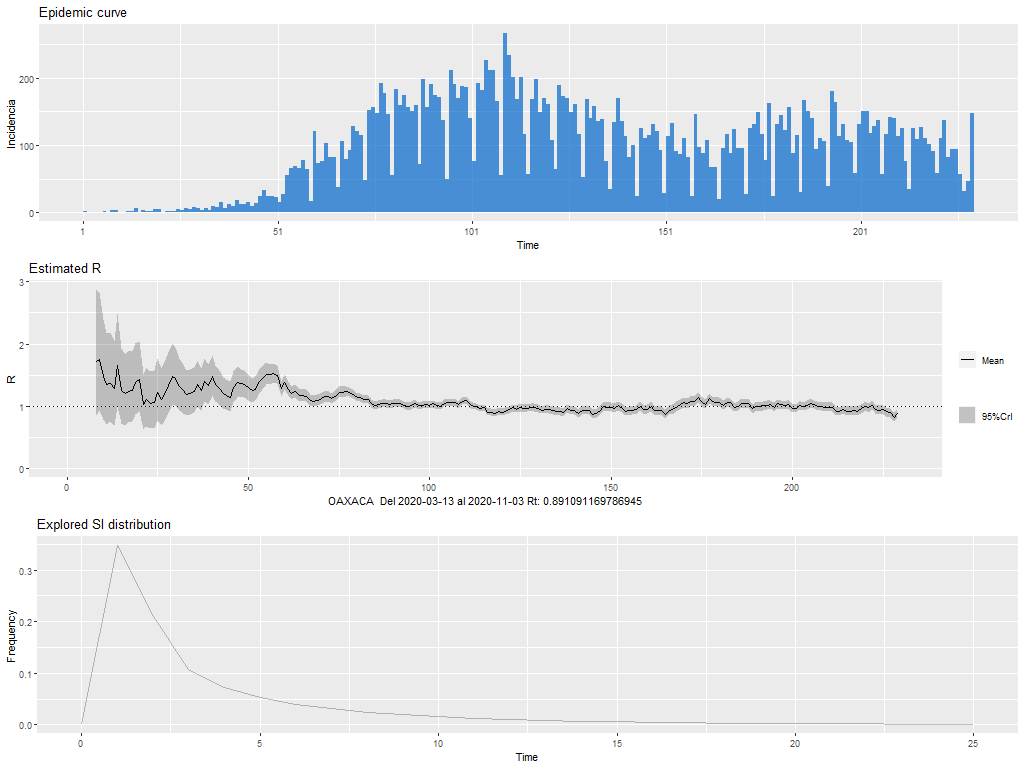 Epidemic curve
Incidencia
200
100
0
1 51 101 151 201
Time
Estimated R
R
3
2
1
0
0 50 100 150 200
OAXACA Del 2020-03-13 al 2020-11-03 Rt: 0.891091169786945
Mean
95%CrI
Explored SI distribution
Frequency
0.3
0.2
0.1
0.0
0 5 10 15 20 25
Time